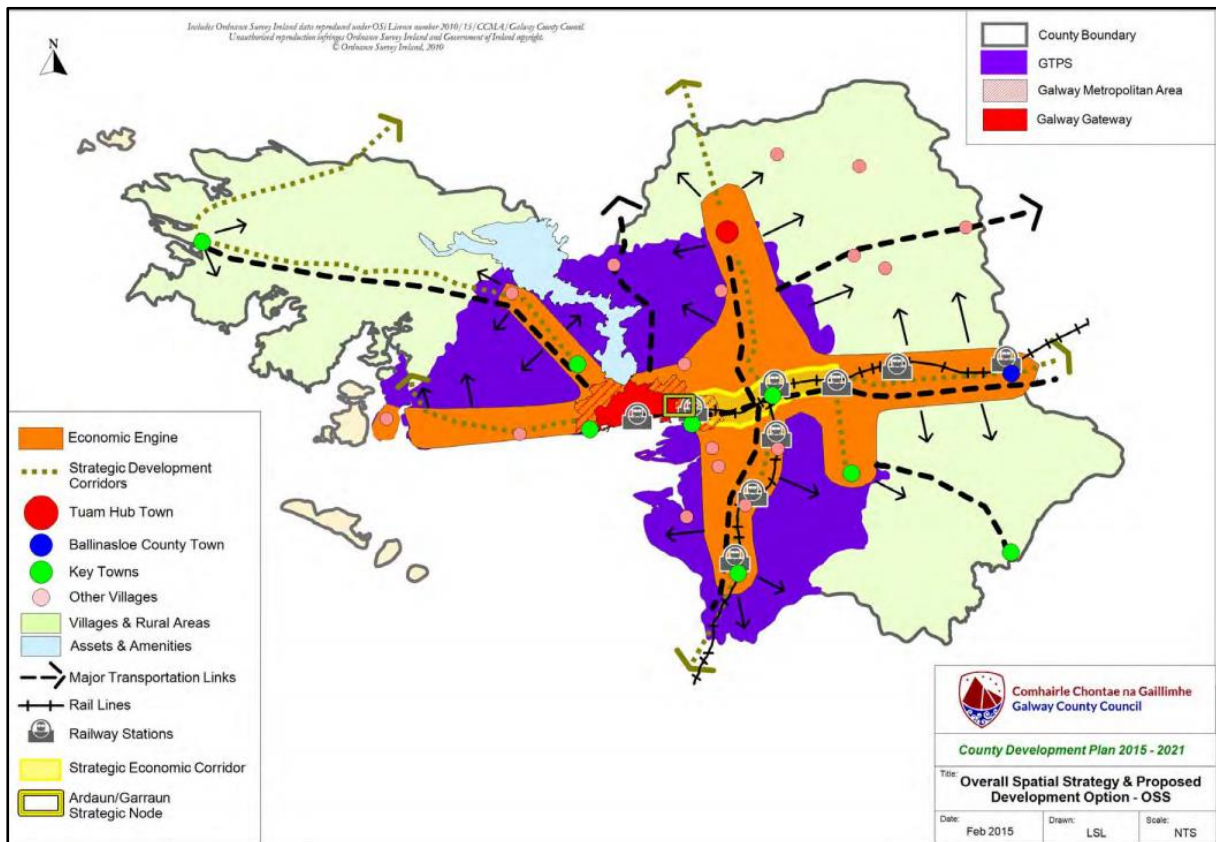 Includes Ordnance Survey Ireland data reproduced under OSi Licence number 2010/15/CCMA/Galway County Council.
Unauthorised reproduction infringes Ordnance Survey Ireland and Government of Ireland copyright.
© Ordnance Survey Ireland, 2010
N
County Boundary
GTPS
Galway Metropolitan Area
Galway Gateway
Economic Engine
Strategic Development
Corridors
Tuam Hub Town
Ballinasloe County Town
Key Towns
Other Villages
Villages & Rural Areas
Assets & Amenities
Major Transportation Links
Rail Lines
Railway Stations
Strategic Economic Corridor
Ardaun/Garraun
Strategic Node
Comhairle Chontae na Gaillimhe
Galway County Council
County Development Plan 2015 - 2021
Title: Overall Spatial Strategy & Proposed
Development Option - OSS
Date: Feb 2015
Drawn: LSL
Scale: NTS